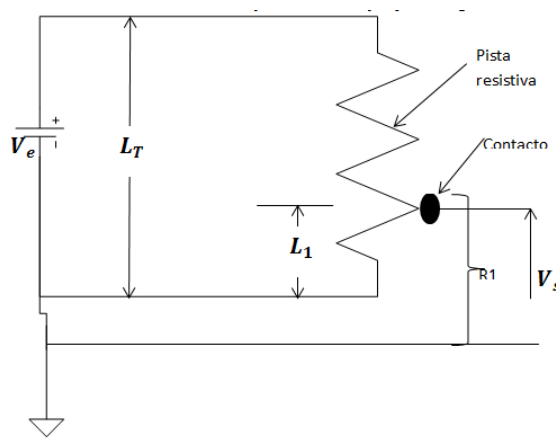 Pista
resistiva
Contacto
+
-
V_e
L_T
L_1
R1
V_s